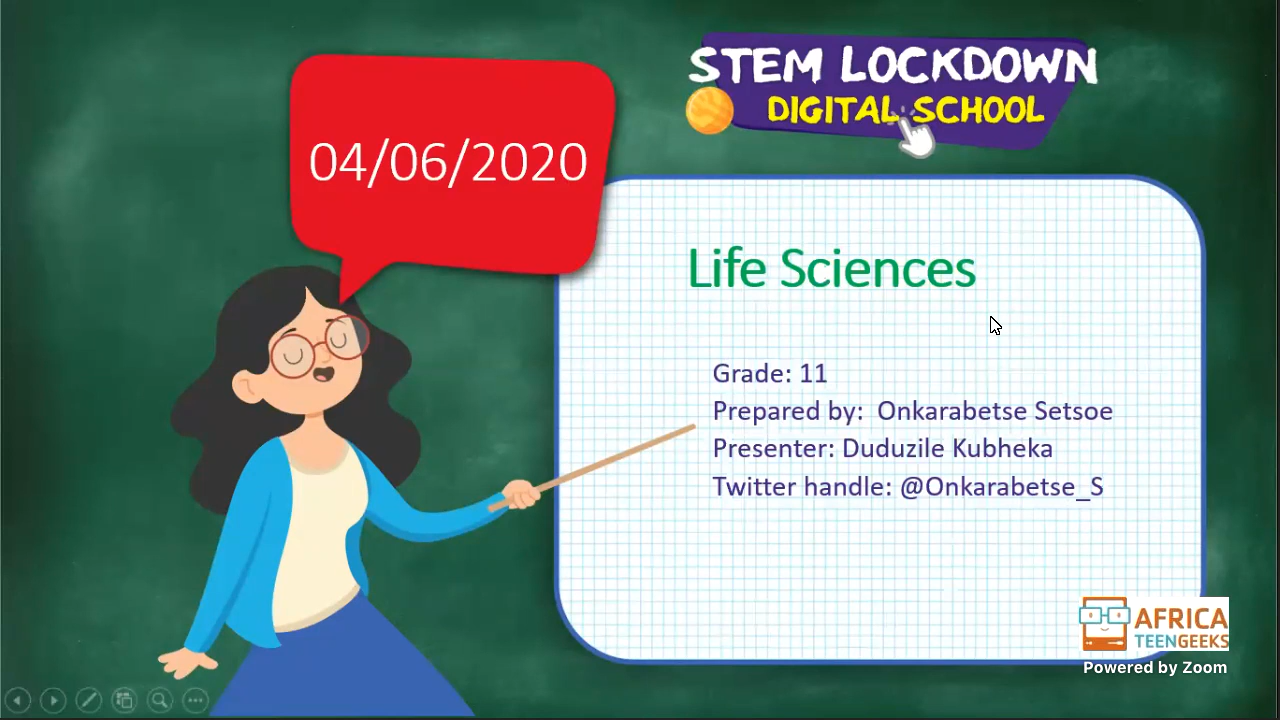 STEM LOCKDOWN
DIGITAL SCHOOL
04/06/2020
Life Sciences
Grade: 11
Prepared by:  Onkarabetse Setsoe
Presenter: Duduzile Kubheka
Twitter handle: @Onkarabetse_S
AFRICA
TEENGEEKS
Powered by Zoom